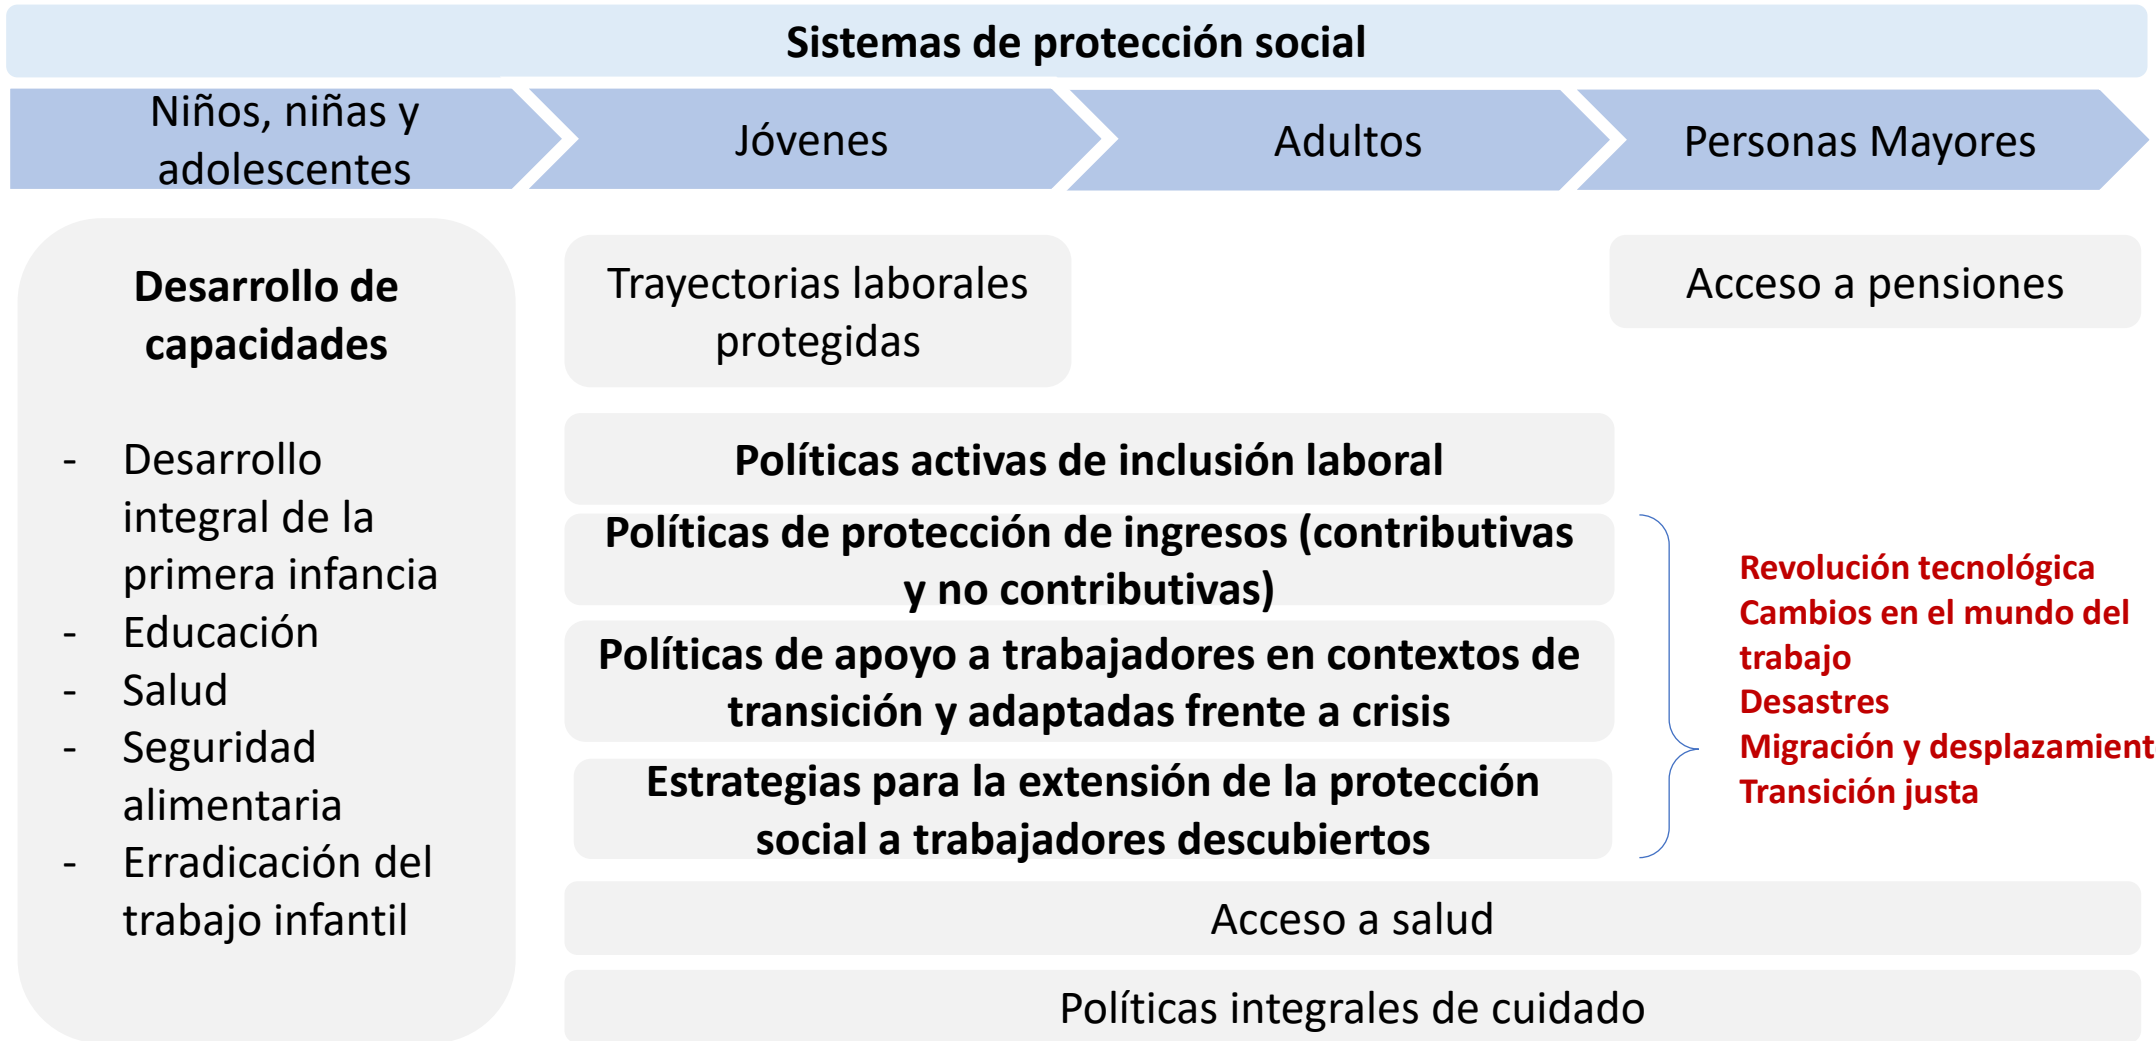 Sistemas de protección social
Niños, niñas y
adolescentes
Jóvenes
Adultos
Personas Mayores
Desarrollo de
capacidades
- Desarrollo
integral de la
primera infancia
- Educación
- Salud
- Seguridad
alimentaria
- Erradicación del
trabajo infantil
Trayectorias laborales
protegidas
Acceso a pensiones
Políticas activas de inclusión laboral
Políticas de protección de ingresos (contributivas
y no contributivas)
Políticas de apoyo a trabajadores en contextos de
transición y adaptadas frente a crisis
Estrategias para la extensión de la protección
social a trabajadores descubiertos
Revolución tecnológica
Cambios en el mundo del
trabajo
Desastres
Migración y desplazamient
Transición justa
Acceso a salud
Políticas integrales de cuidado